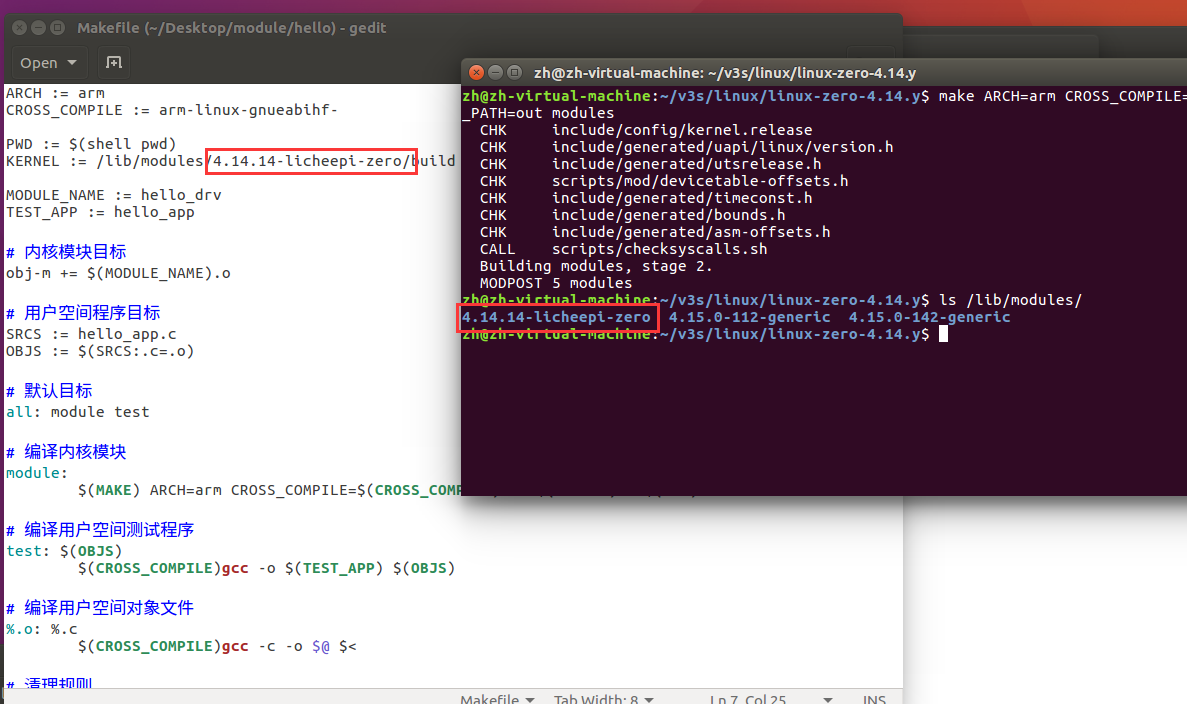 Makefile (~/Desktop/module/hello) - gedit
Open
ARCH := arm
CROSS_COMPILE := arm-linux-gnueabihf-
PWD := $(shell pwd)
KERNEL := /lib/modules/4.14.14-licheepi-zero/build
MODULE_NAME := hello_drv
TEST_APP := hello_app
# 内核模块目标
obj-m += $(MODULE_NAME).o
# 用户空间程序目标
SRCS := hello_app.c
OBJS := $(SRCS:.c=.o)
# 默认目标
all: module test
# 编译内核模块
module:
$(MAKE) ARCH=arm CROSS_COMPILE=$(CROSS_COMP
# 编译用户空间测试程序
test: $(OBJS)
$(CROSS_COMPILE)gcc -o $(TEST_APP) $(OBJS)
# 编译用户空间对象文件
%.o: %.c
$(CROSS_COMPILE)gcc -c -o $@ $<
# 清理规则
Makefile Tab Width: 8 Ln 7, Col 25 INS
zh@zh-virtual-machine: ~/v3s/linux/linux-zero-4.14.y
zh@zh-virtual-machine:~/v3s/linux/linux-zero-4.14.y$ make ARCH=arm CROSS_COMPILE=
_PATH=out modules
CHK include/config/kernel.release
CHK include/generated/uapi/linux/version.h
CHK include/generated/utsrelease.h
CHK scripts/mod/devicetable-offsets.h
CHK include/generated/timeconst.h
CHK include/generated/bounds.h
CHK include/generated/asm-offsets.h
CALL scripts/checksyscalls.sh
Building modules, stage 2.
MODPOST 5 modules
zh@zh-virtual-machine:~/v3s/linux/linux-zero-4.14.y$ ls /lib/modules/
4.14.14-licheepi-zero 4.15.0-112-generic 4.15.0-142-generic
zh@zh-virtual-machine:~/v3s/linux/linux-zero-4.14.y$